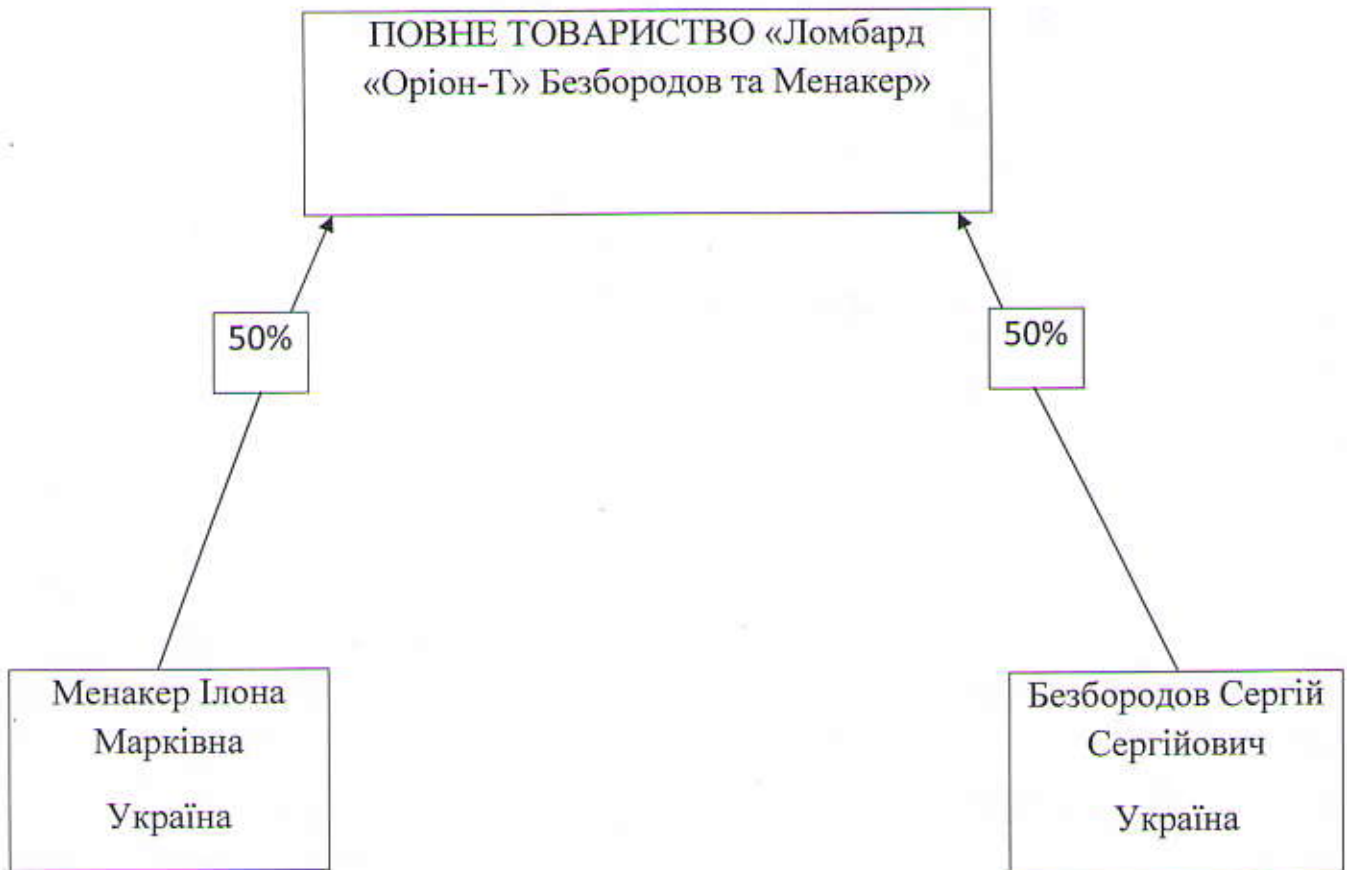 ПОВНЕ ТОВАРИСТВО «Ломбард
«Оріон-Т» Безбородов та Менакер»
50%
50%
Менакер Ілона
Марківна
Україна
Безбородов Сергій
Сергійович
Україна